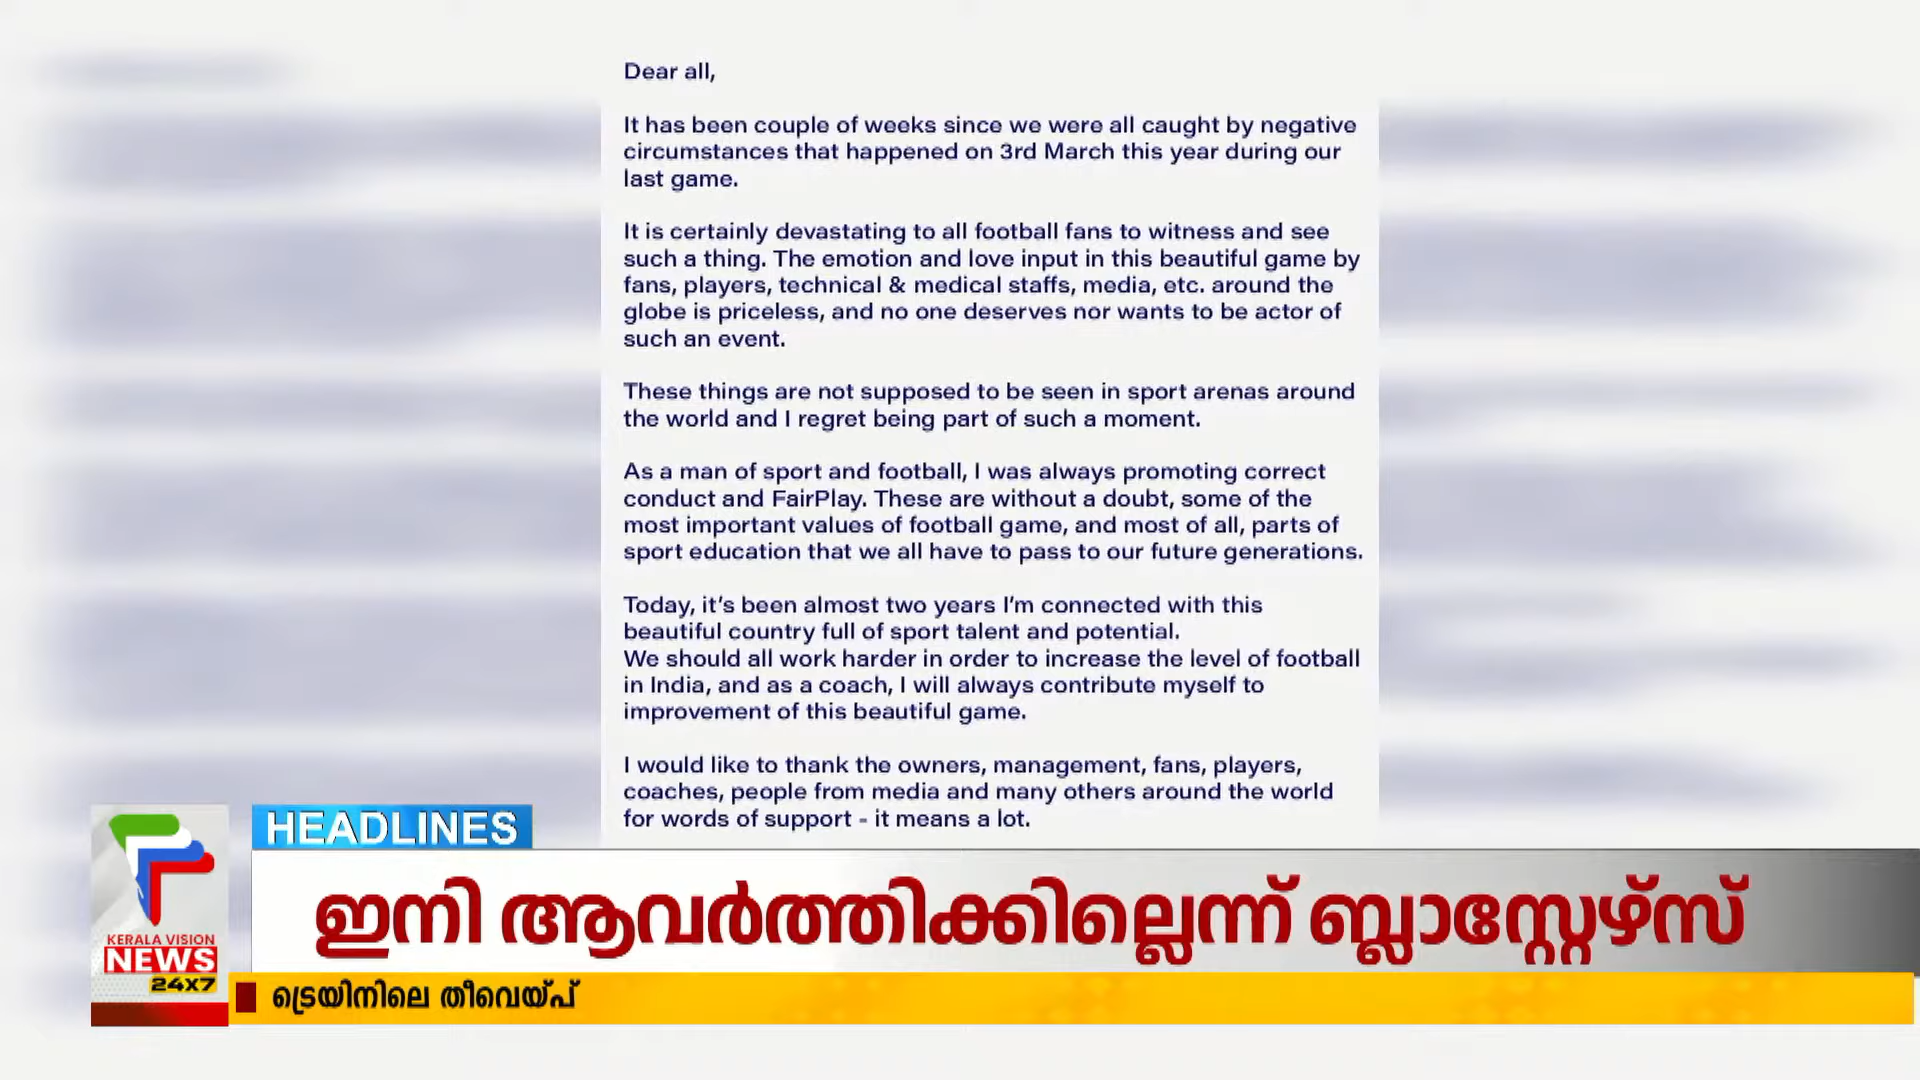 Dear all,
It has been couple of weeks since we were all caught by negative
circumstances that happened on 3rd March this year during our
last game.
It is certainly devastating to all football fans to witness and see
such a thing. The emotion and love input in this beautiful game by
fans, players, technical & medical staffs, media, etc. around the
globe is priceless, and no one deserves nor wants to be actor of
such an event.
These things are not supposed to be seen in sport arenas around
the world and I regret being part of such a moment.
As a man of sport and football, I was always promoting correct
conduct and FairPlay. These are without a doubt, some of the
most important values of football game, and most of all, parts of
sport education that we all have to pass to our future generations.
Today, it's been almost two years I'm connected with this
beautiful country full of sport talent and potential.
We should all work harder in order to increase the level of football
in India, and as a coach, I will always contribute myself to
improvement of this beautiful game.
I would like to thank the owners, management, fans, players,
coaches, people from media and many others around the world
for words of support - it means a lot.
HEADLINES
ഇനി ആവർത്തിക്കില്ലെന്ന് ബ്ലാസ്റ്റേഴ്സ്
KERALA VISION
NEWS
24x7
ട്രെയിനിലെ തീവെയ്പ്